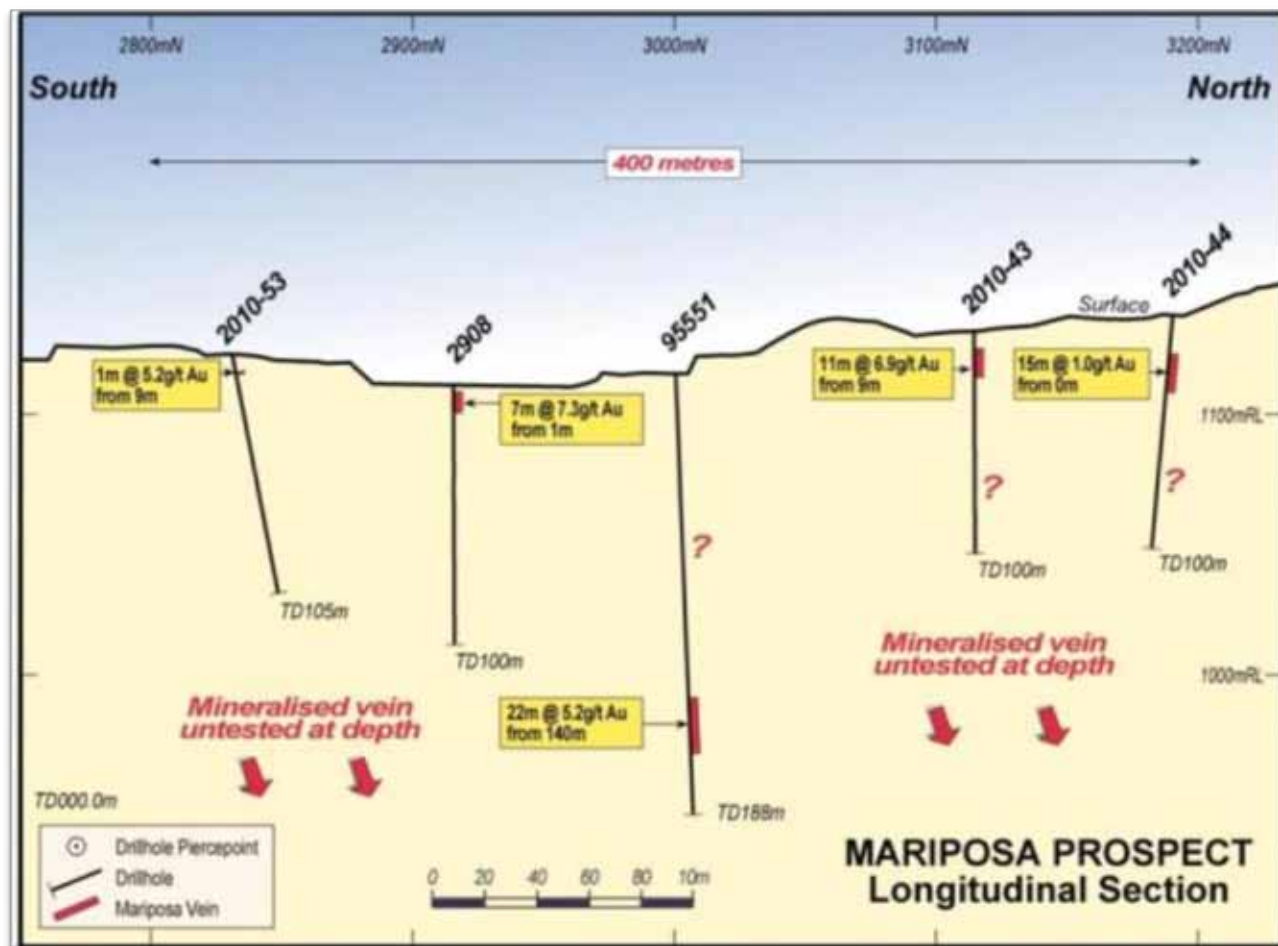 2800mN 2900mN 3000mN 3100mN 3200mN
South North
400 metres
2010-53
2908
95551
2010-43
2010-44
Surface
1m @ 5.2g/t Au
from 9m
7m @ 7.3g/t Au
from 1m
11m @ 6.9g/t Au
from 9m
15m @ 1.0g/t Au
from 0m
1100mRL
?
?
?
TD105m
TD100m
TD100m
TD100m
Mineralised vein
untested at depth
Mineralised vein
untested at depth
1000mRL
22m @ 5.2g/t Au
from 140m
TD000.0m
TD188m
Drillhole Piercepoint
Drillhole
Mariposa Vein
0 20 40 60 80 10m
MARIPOSA PROSPECT
Longitudinal Section